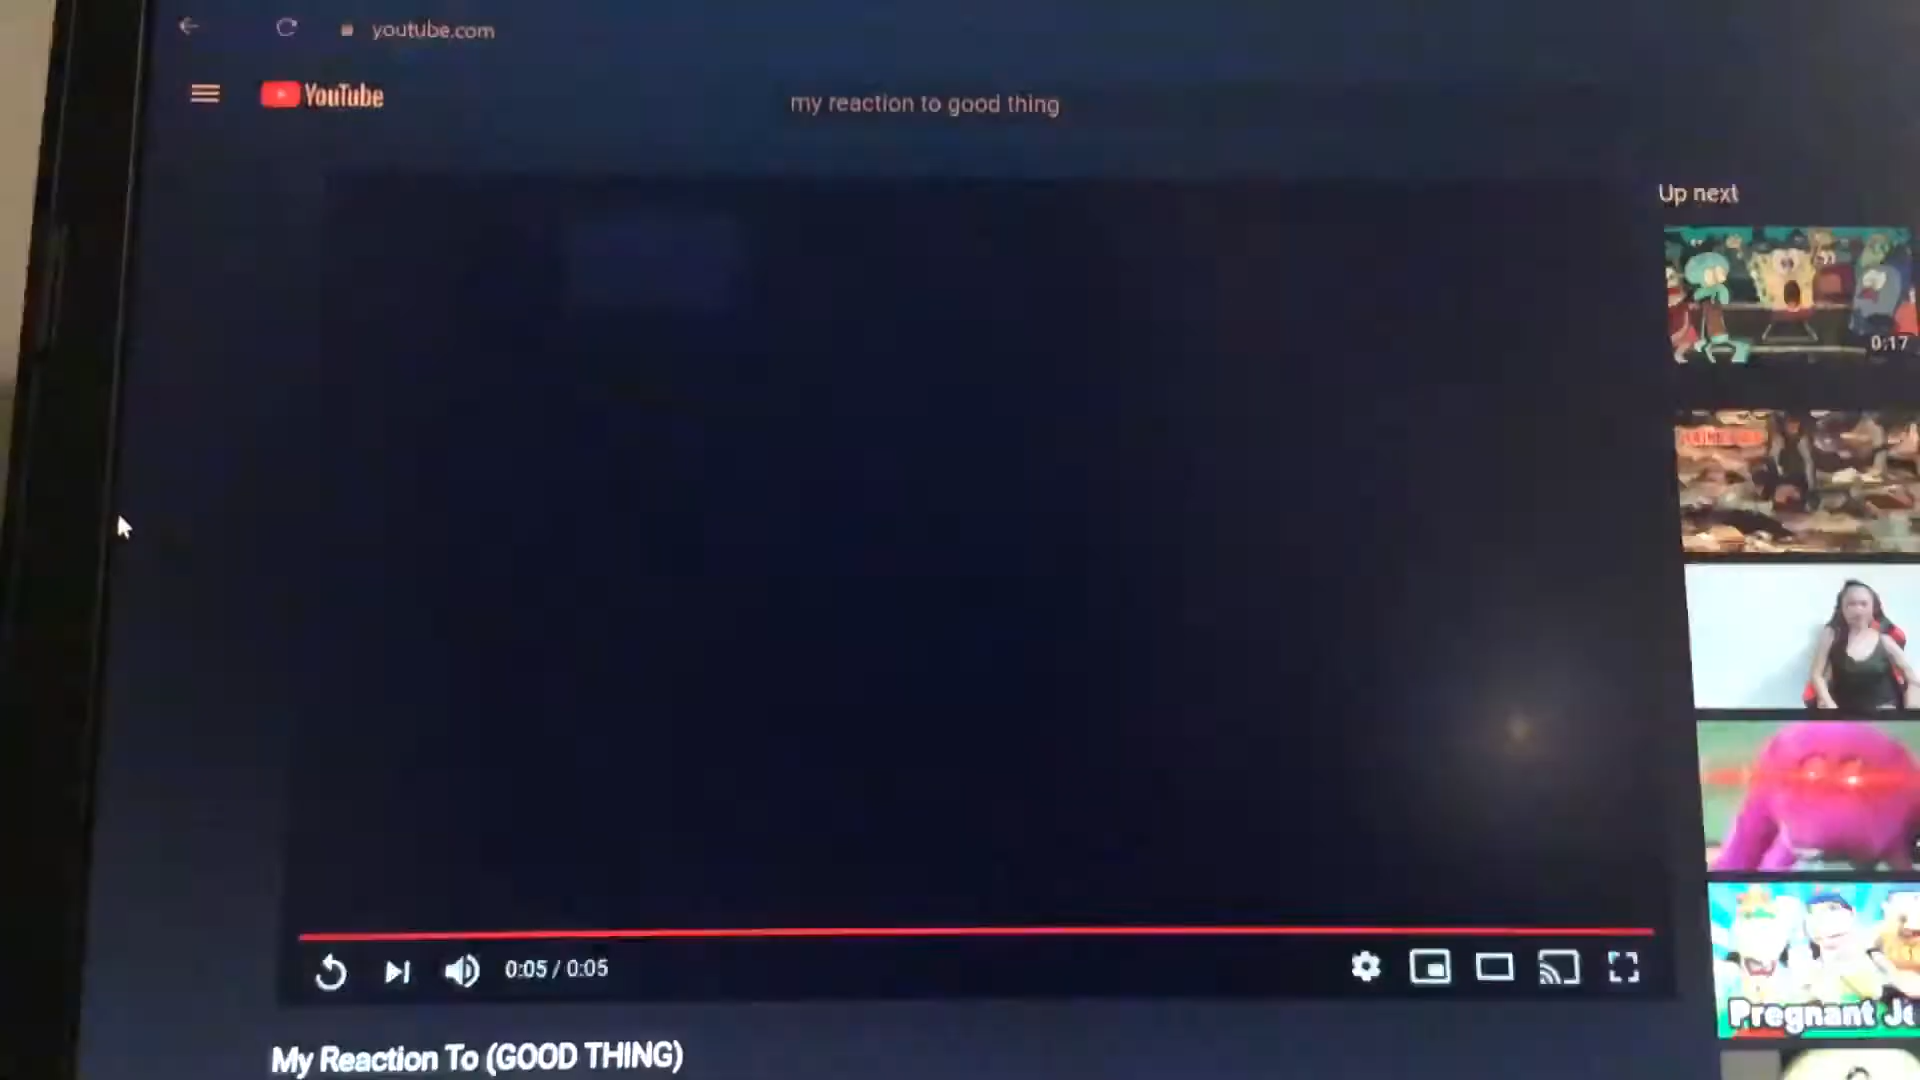 youtube.com
YouTube
my reaction to good thing
Up next
0:17
0:05 / 0:05
Pregnant
My Reaction To (GOOD THING)